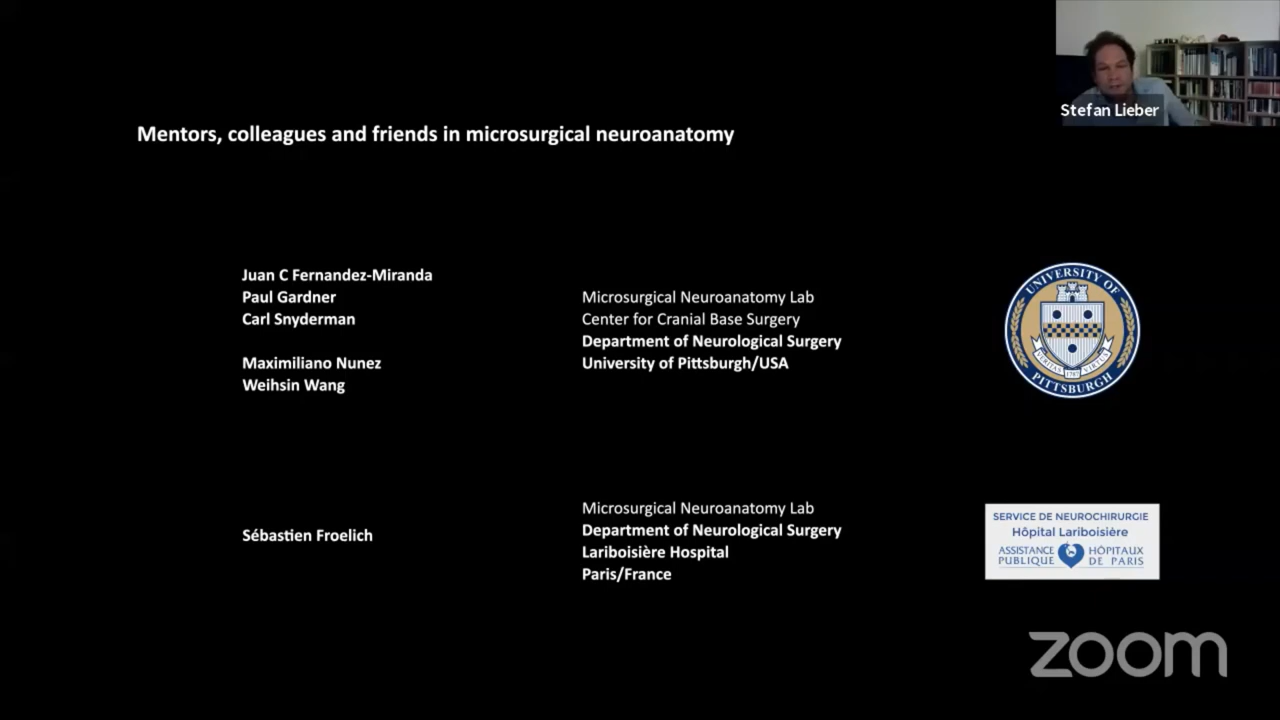 Stefan Lieber
Mentors, colleagues and friends in microsurgical neuroanatomy
Juan C Fernandez-Miranda
Paul Gardner
Carl Snyderman
Maximiliano Nunez
Weihsin Wang
Microsurgical Neuroanatomy Lab
Center for Cranial Base Surgery
Department of Neurological Surgery
University of Pittsburgh/USA
UNIVERSITY OF
VERITAS
1787
VIRTUS
PITTSBURGH
Sébastien Froelich
Microsurgical Neuroanatomy Lab
Department of Neurological Surgery
Lariboisière Hospital
Paris/France
SERVICE DE NEUROCHIRURGIE
Hôpital Lariboisière
ASSISTANCE HÔPITAUX
PUBLIQUE DE PARIS
zoom